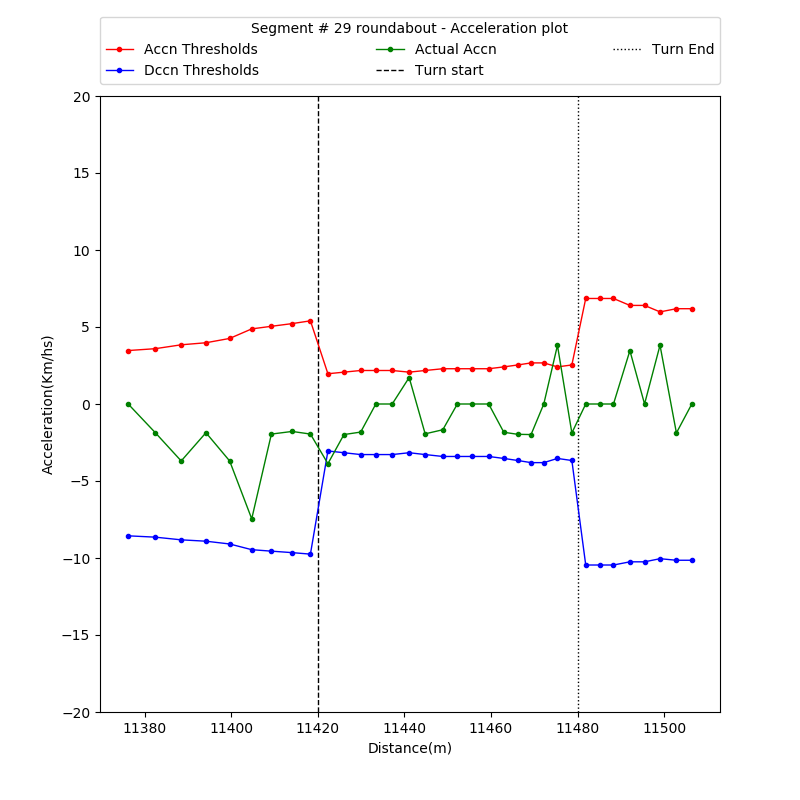 Segment # 29 roundabout - Acceleration plot
Accn Thresholds
Actual Accn
Turn End
Dccn Thresholds
Turn start
20
15
10
5
0
−5
−10
−15
−20
Acceleration(Km/hs)
11380
11400
11420
11440
11460
11480
11500
Distance(m)